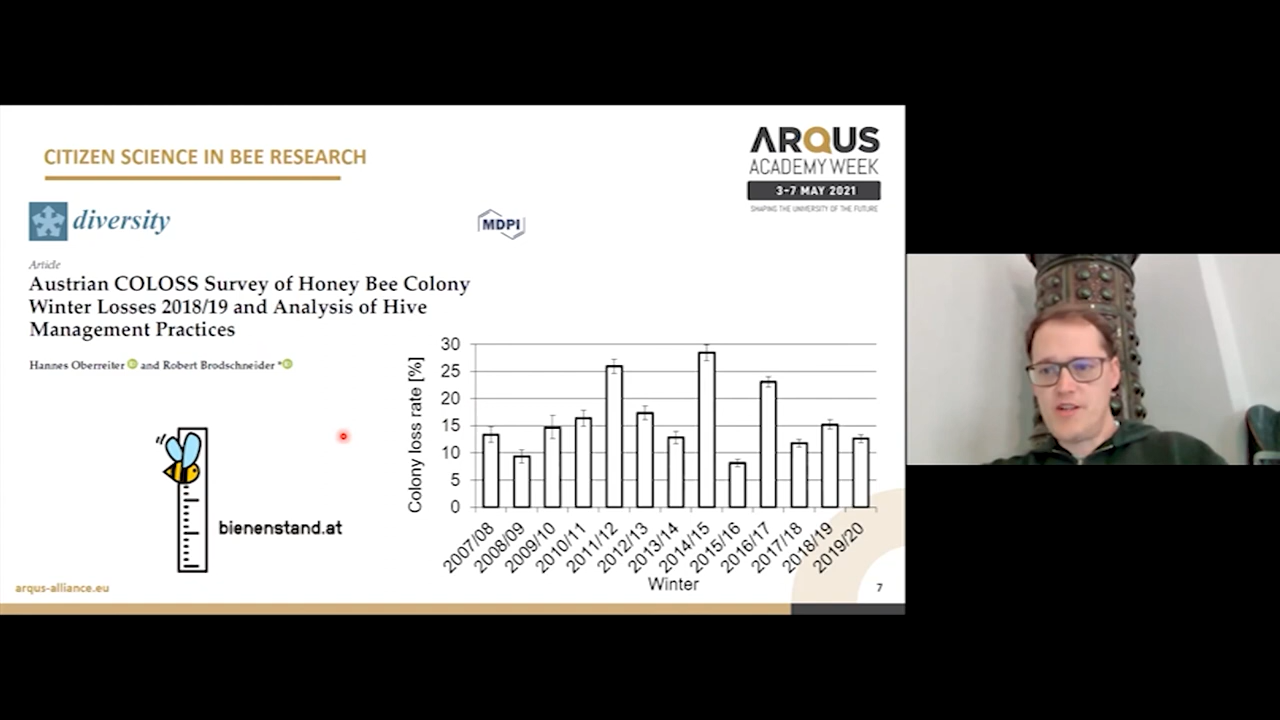 CITIZEN SCIENCE IN BEE RESEARCH
ARQUS
ACADEMY WEEK
3-7 MAY 2021
SHAPING THE UNIVERSITY OF THE FUTURE
diversity
MDPI
Article
Austrian COLOSS Survey of Honey Bee Colony
Winter Losses 2018/19 and Analysis of Hive
Management Practices
Hannes Oberreiter iD and Robert Brodschneider * iD
bienenstand.at
Colony loss rate [%]
30
25
20
15
10
5
0
2007/08
2008/09
2009/10
2010/11
2011/12
2012/13
2013/14
2014/15
2015/16
2016/17
2017/18
2018/19
2019/20
Winter
arqus-alliance.eu
7